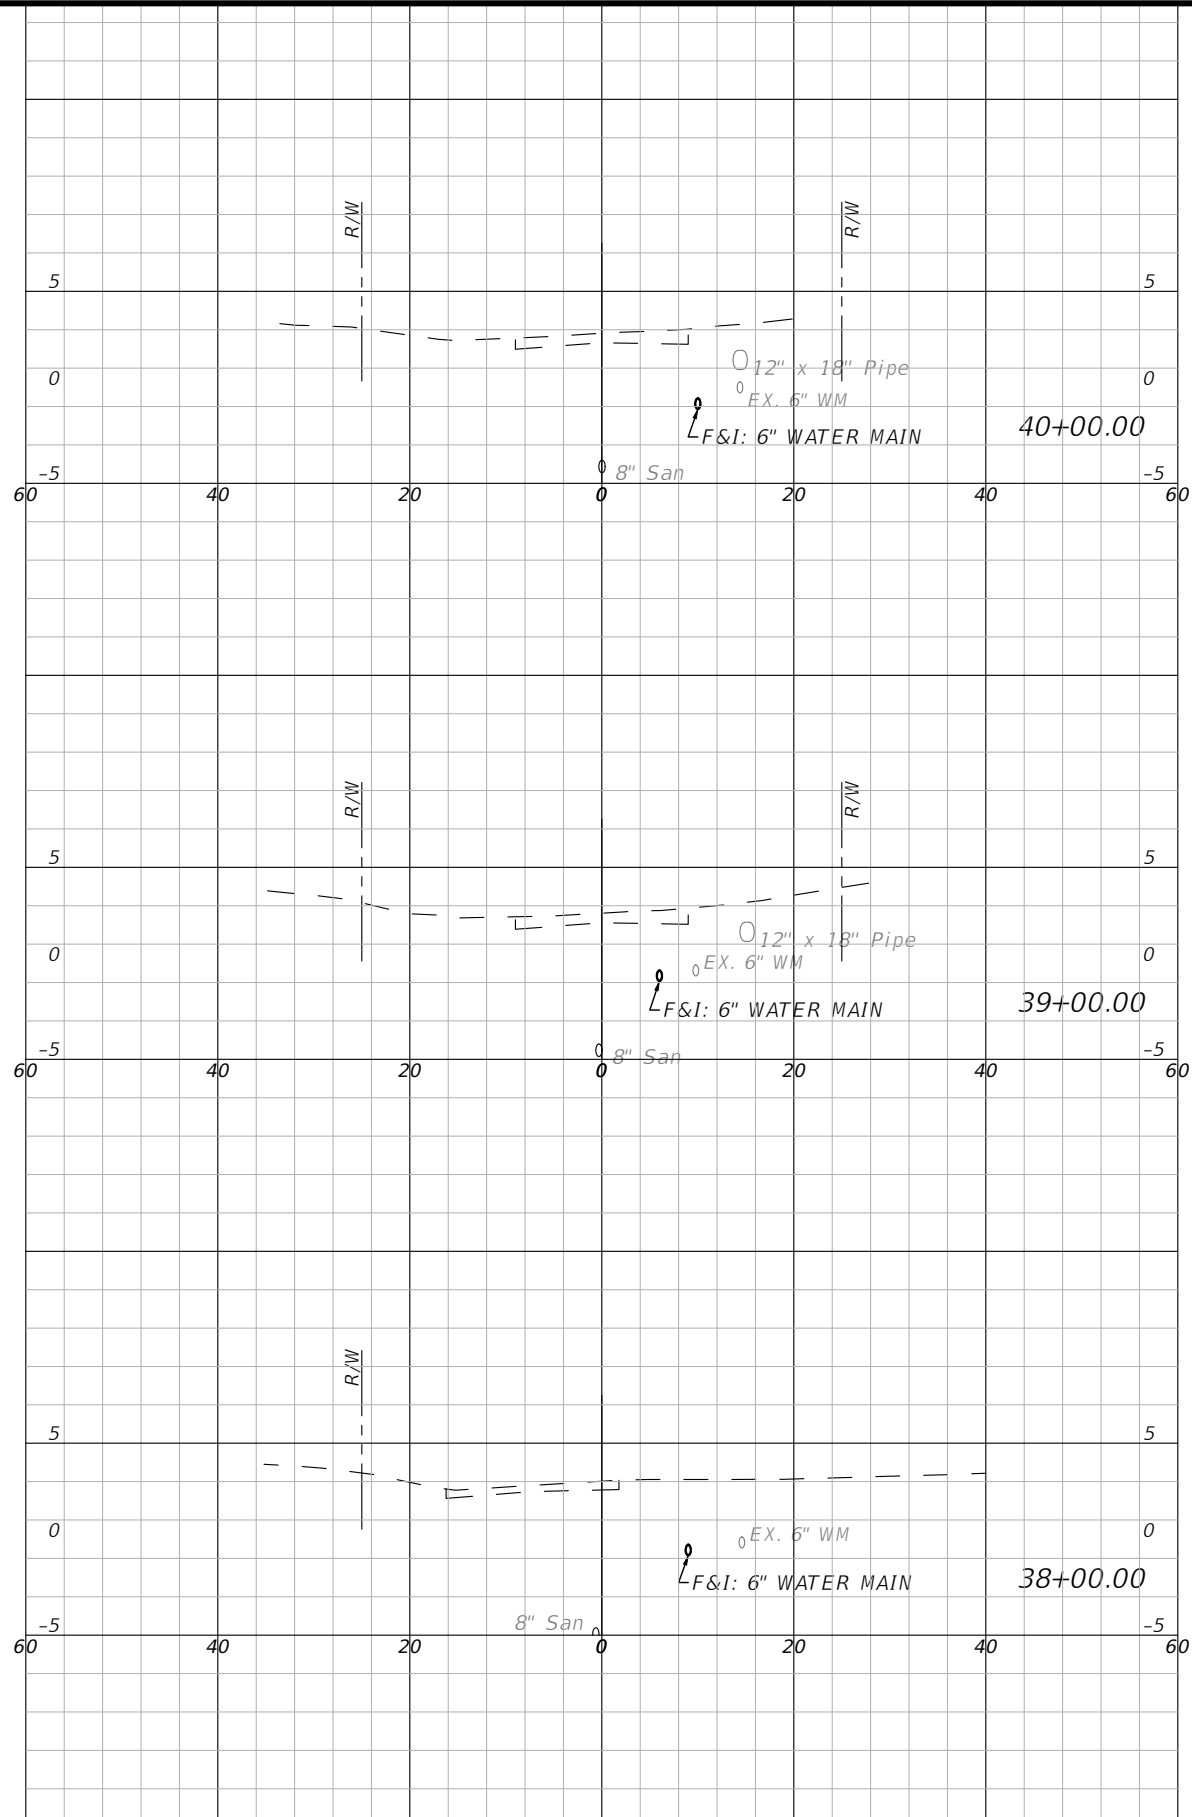 R/W R/W
5 5
12" x 18" Pipe
0 0
EX. 6" WM
40+00.00
F&I: 6" WATER MAIN
8" San
-5 -5
60 40 20 0 20 40 60
R/W R/W
5 5
12" x 18" Pipe
0 0
EX. 6" WM
39+00.00
F&I: 6" WATER MAIN
-5 -5
8" San
60 40 20 0 20 40 60
R/W
5 5
0 0
EX. 6" WM
38+00.00
F&I: 6" WATER MAIN
8" San
-5 -5
60 40 20 0 20 40 60